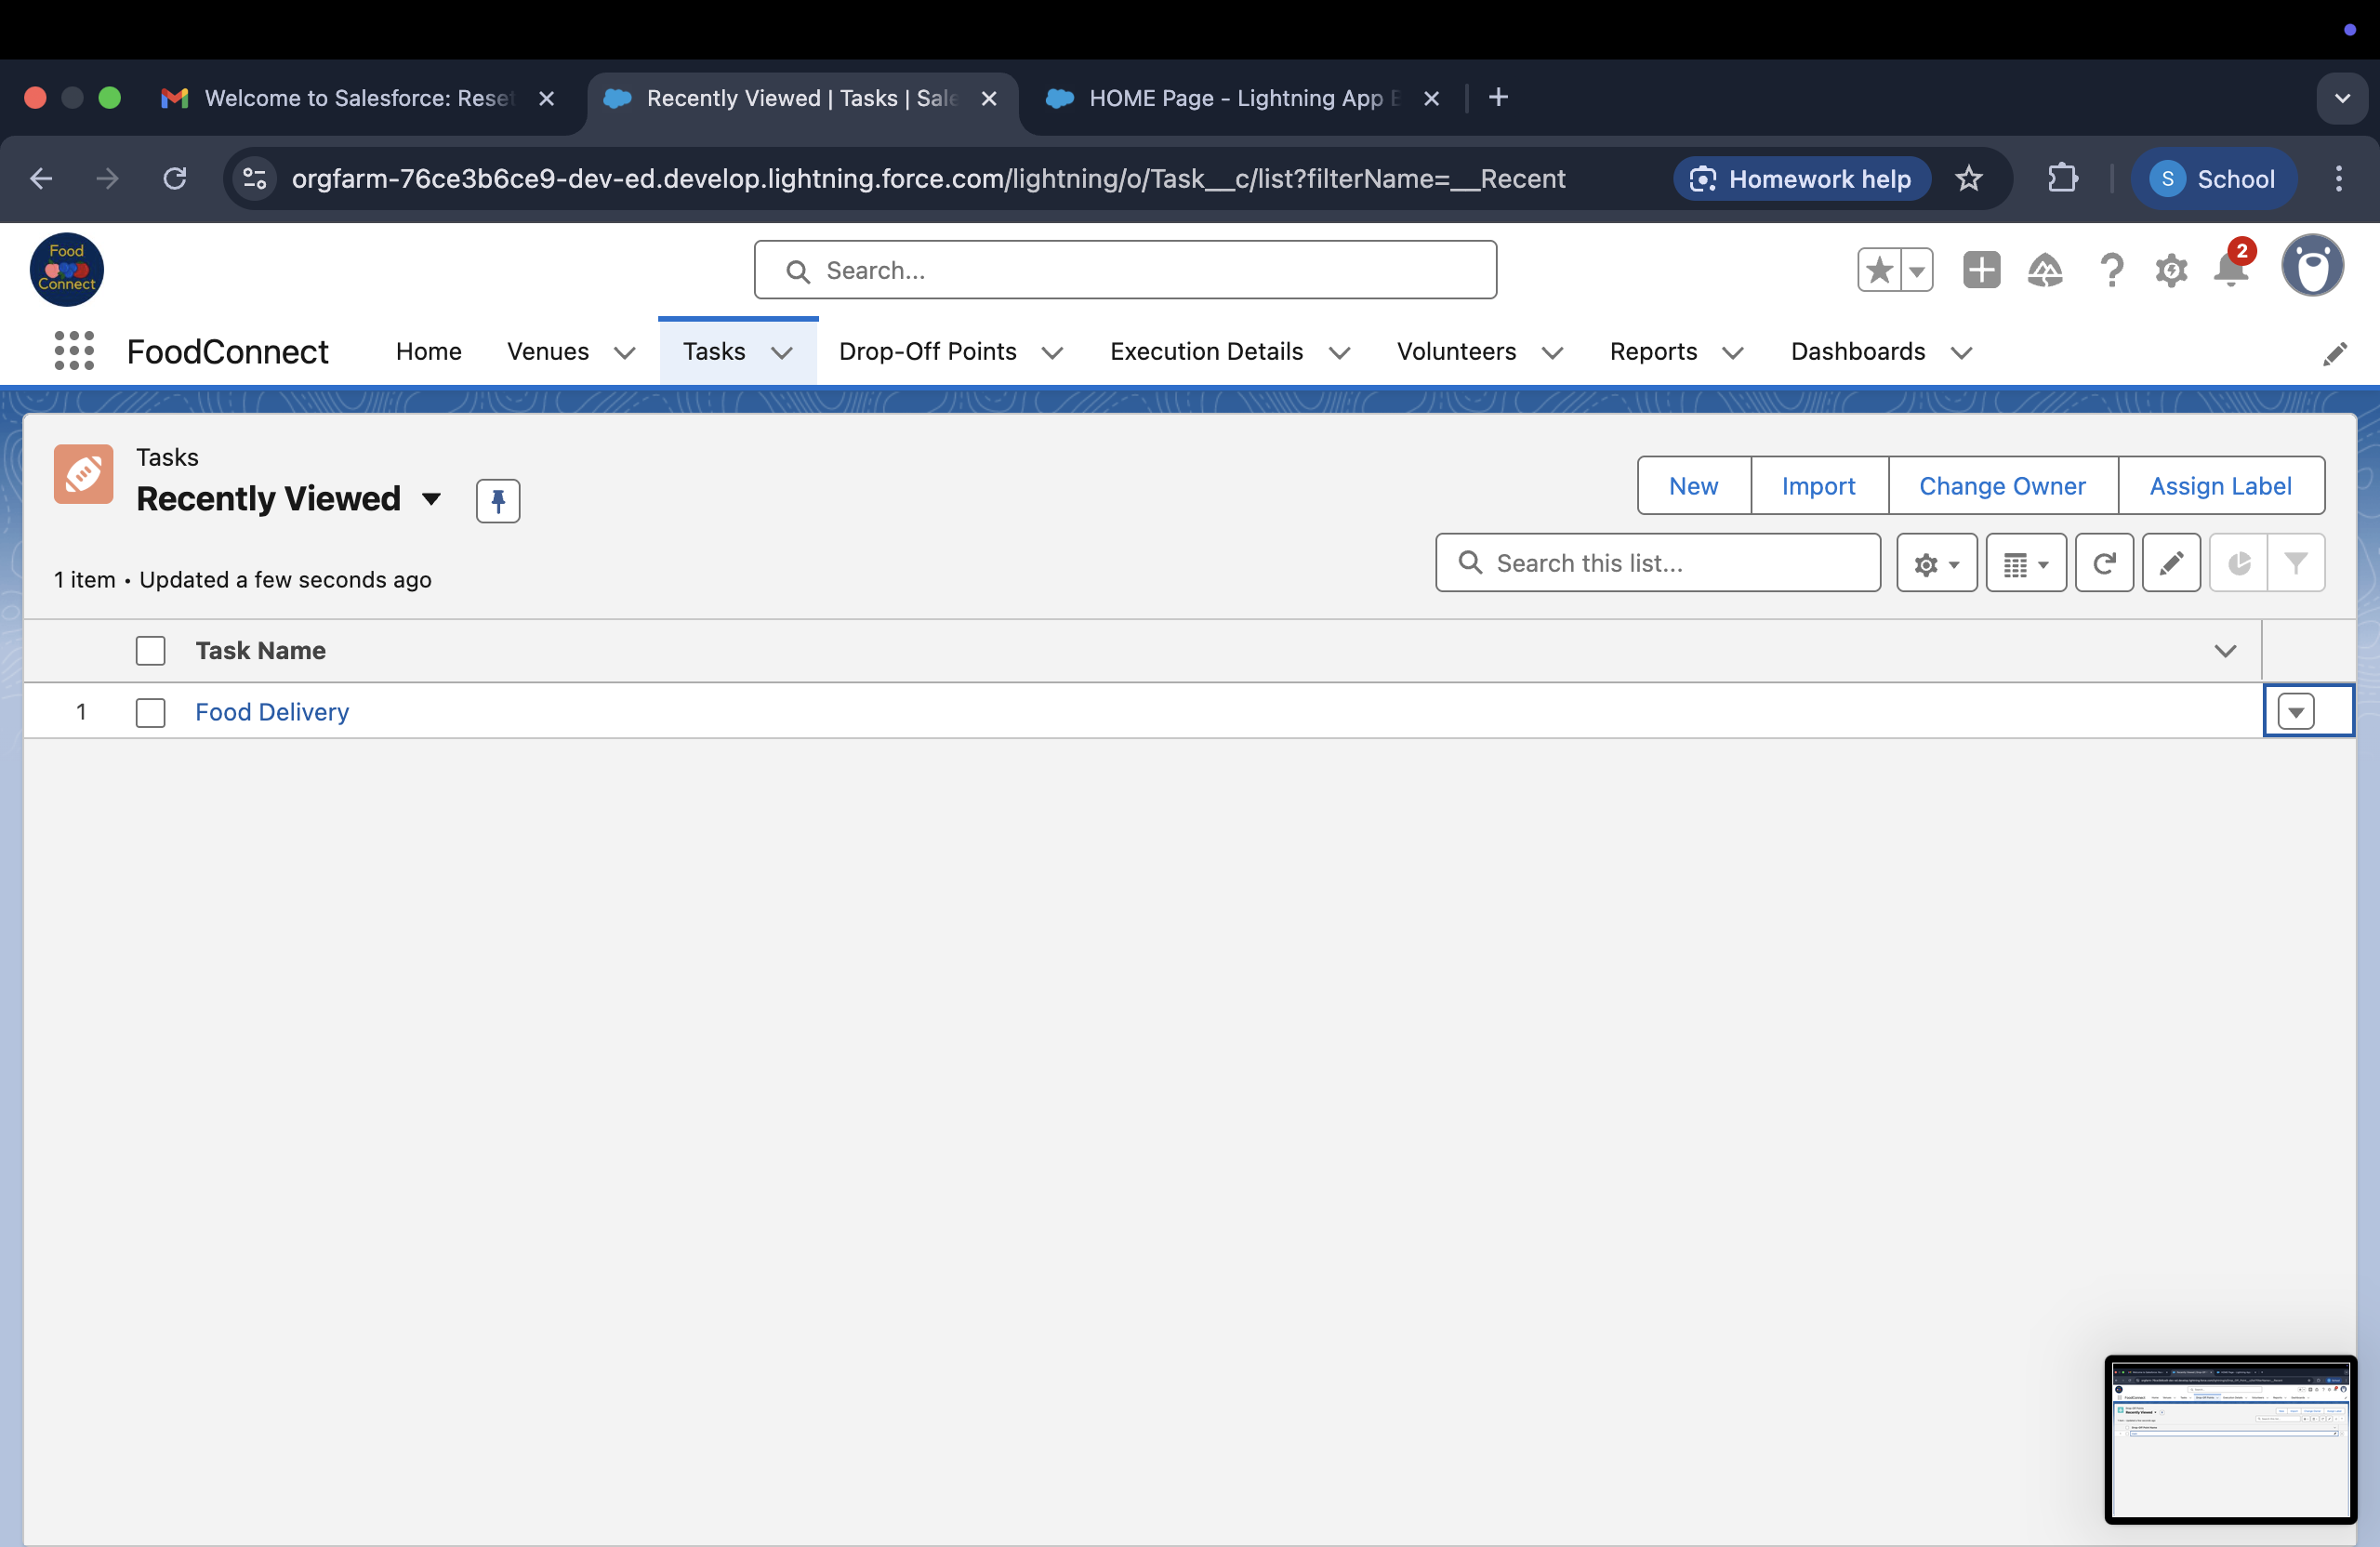 Welcome to Salesforce: Reset
Recently Viewed | Tasks | Sale
HOME Page - Lightning App
orgfarm-76ce3b6ce9-dev-ed.develop.lightning.force.com/lightning/o/Task__c/list?filterName=__Recent
Homework help
S
School
Food
Connect
Search...
2
FoodConnect
Home
Venues
Tasks
Drop-Off Points
Execution Details
Volunteers
Reports
Dashboards
Tasks
Recently Viewed
New
Import
Change Owner
Assign Label
1 item • Updated a few seconds ago
Search this list...
Task Name
1
Food Delivery